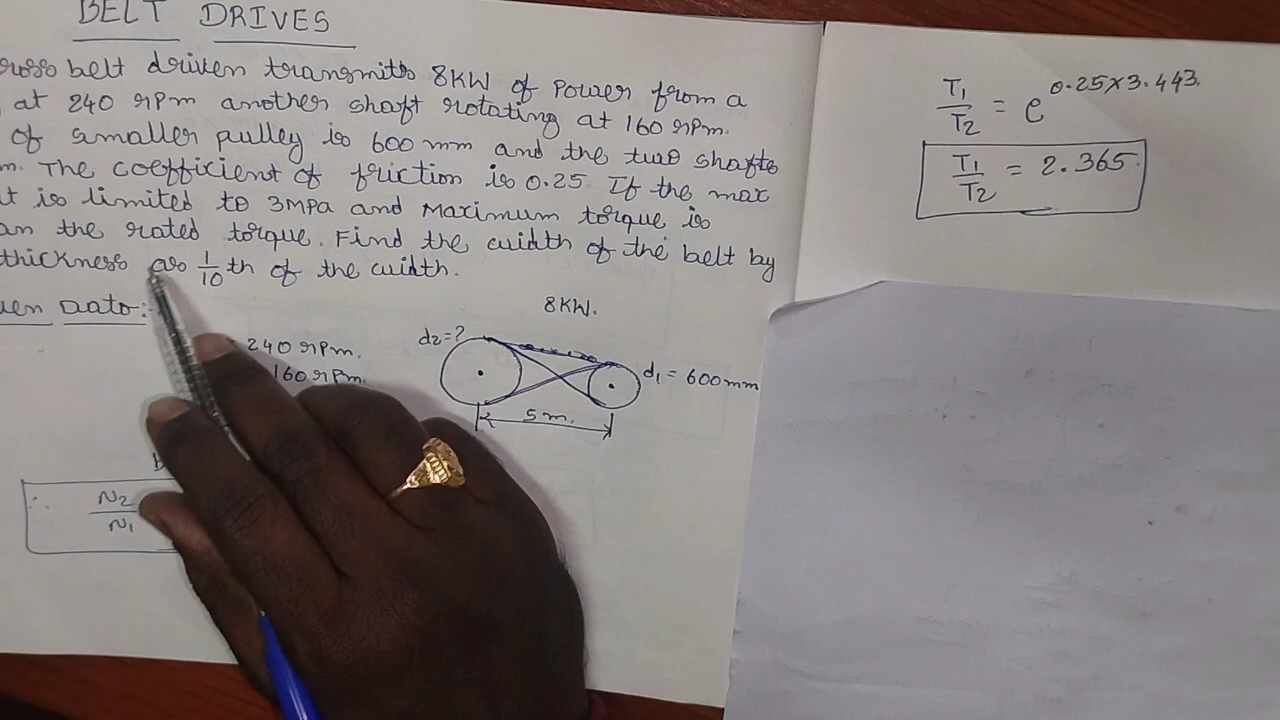 BELT DRIVES
ross belt driven transmits 8KW of Power from a
at 240 rpm another shaft rotating at 160 rpm.
of smaller pulley is 600 mm and the two shafts
m. The coefficient of friction is 0.25. If the max
t is limited to 3MPa and Maximum torque is
an the rated torque. Find the width of the belt by
thickness as 1/10 th of the width.
ven Data:-
240 rpm.
160 rpm.
8KW.
d2=?
d1 = 600mm
5m.
N2/N1
T1/T2 = e^0.25×3.443.
T1/T2 = 2.365.